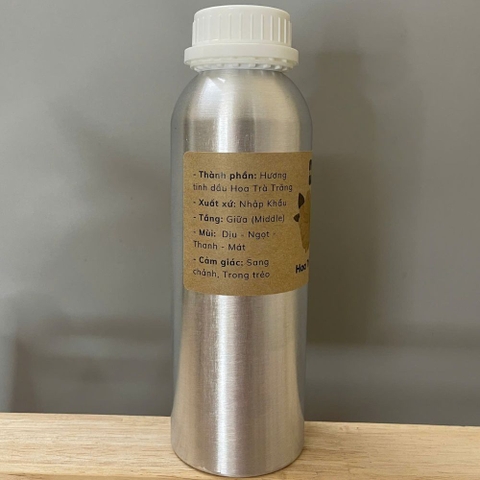 - Thành phần: Hương
tinh dầu Hoa Trà Trắng
- Xuất xứ: Nhập Khẩu
- Tầng: Giữa (Middle)
- Mùi: Dịu - Ngọt -
Thanh - Mát
- Cảm giác: Sang
chảnh, Trong trẻo
Hoa